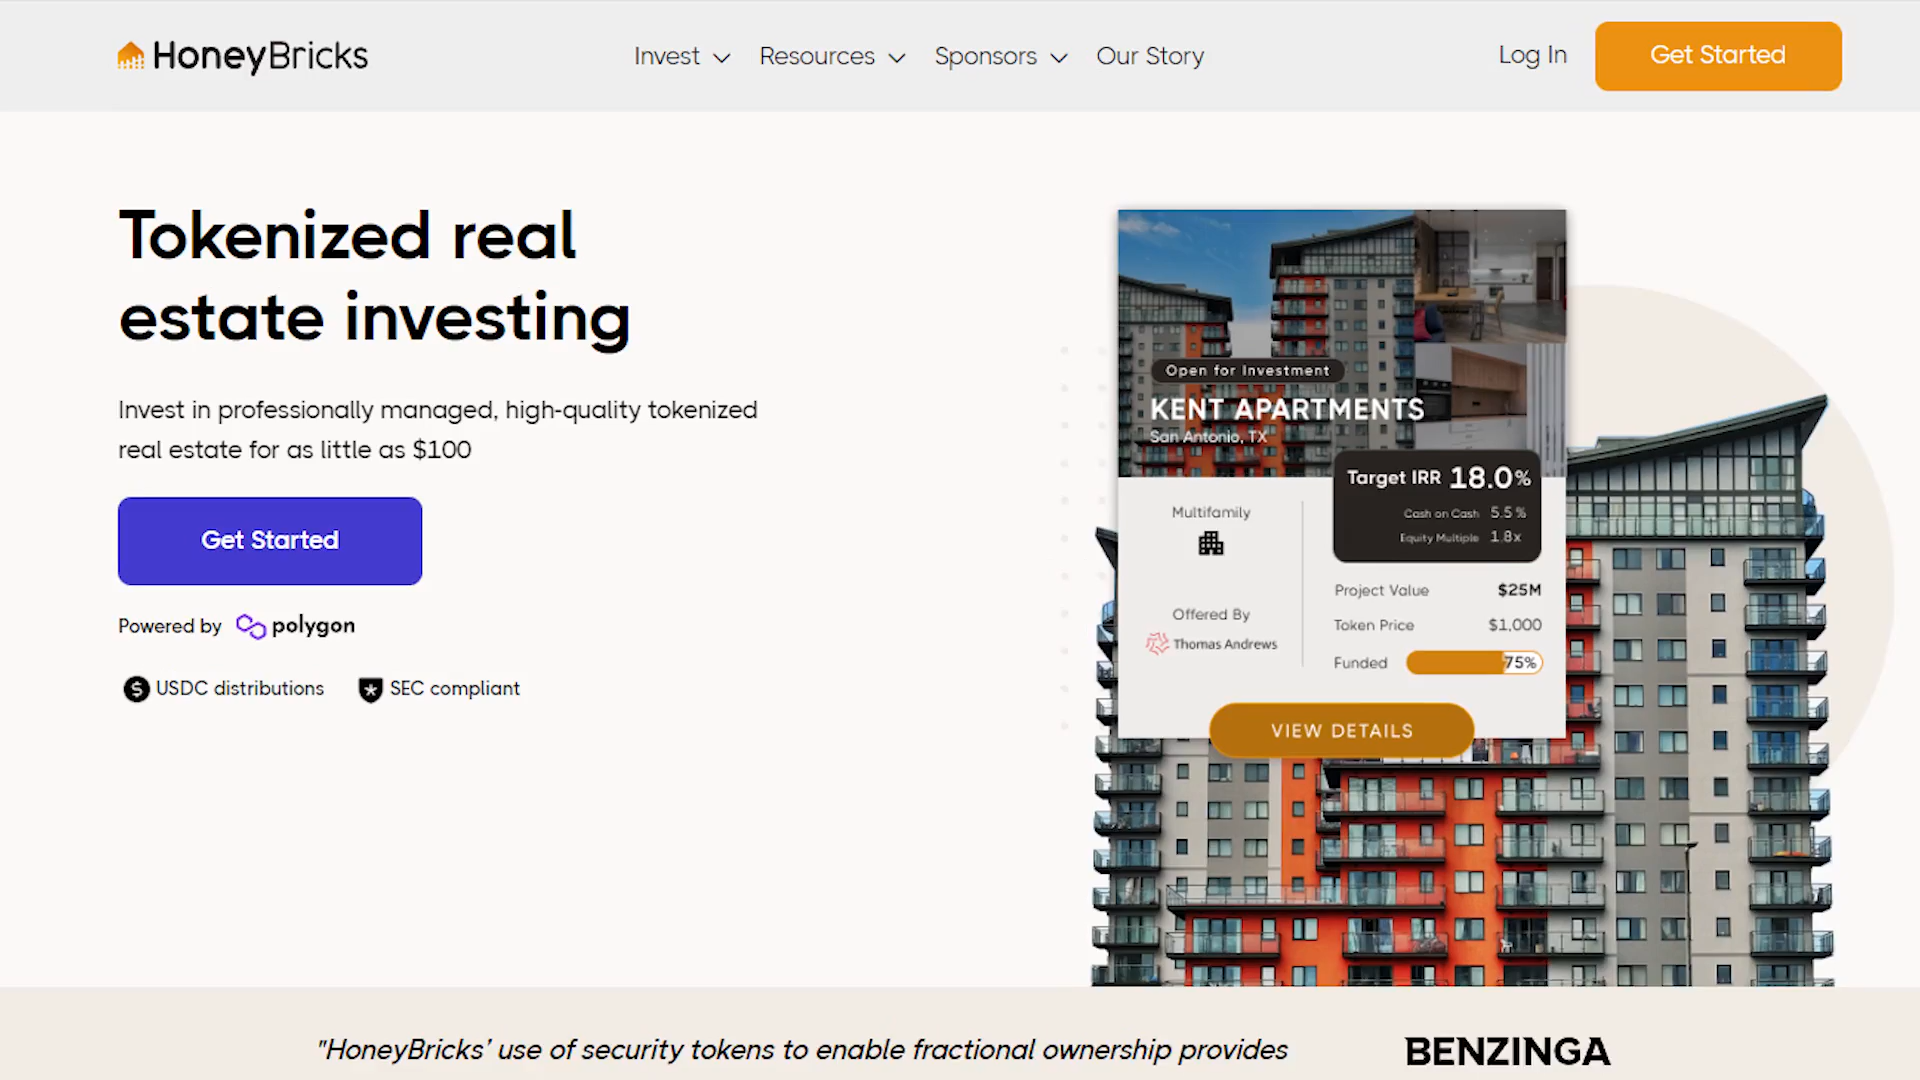 HoneyBricks
Invest
Resources
Sponsors
Our Story
Log In
Get Started
Tokenized real
estate investing
Invest in professionally managed, high-quality tokenized
real estate for as little as $100
Get Started
Powered by polygon
USDC distributions
SEC compliant
Open for Investment
KENT APARTMENTS
San Antonio, TX
Target IRR 18.0%
Cash on Cash 5.5%
Equity Multiple 1.8x
Multifamily
Offered By
Thomas Andrews
Project Value $25M
Token Price $1,000
Funded 75%
VIEW DETAILS
"HoneyBricks' use of security tokens to enable fractional ownership provides
BENZINGA